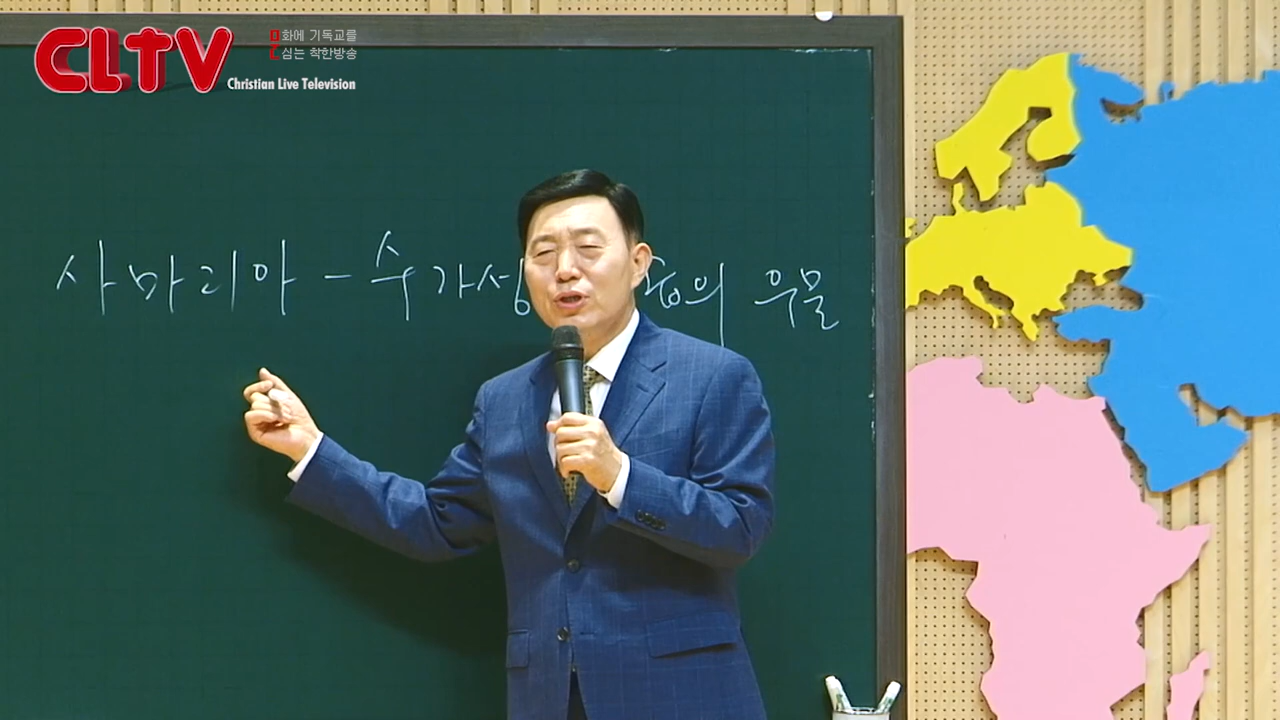 CLTV
문화에 기독교를
심는 착한방송
Christian Live Television
사마리아 - 수가성 의 우물